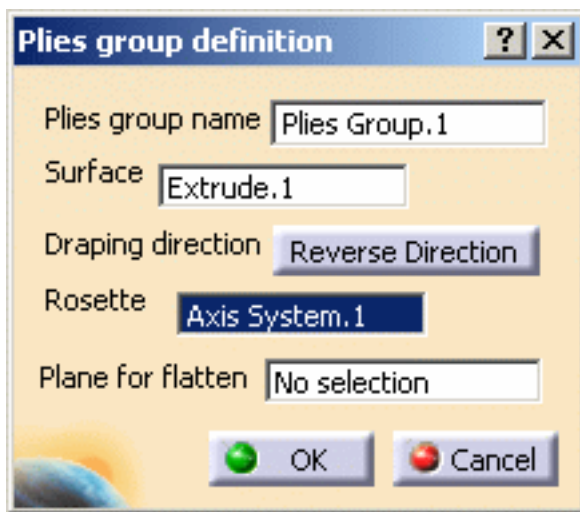 Plies group definition
Plies group name Plies Group.1
Surface Extrude.1
Draping direction Reverse Direction
Rosette Axis System.1
Plane for flatten No selection
OK Cancel